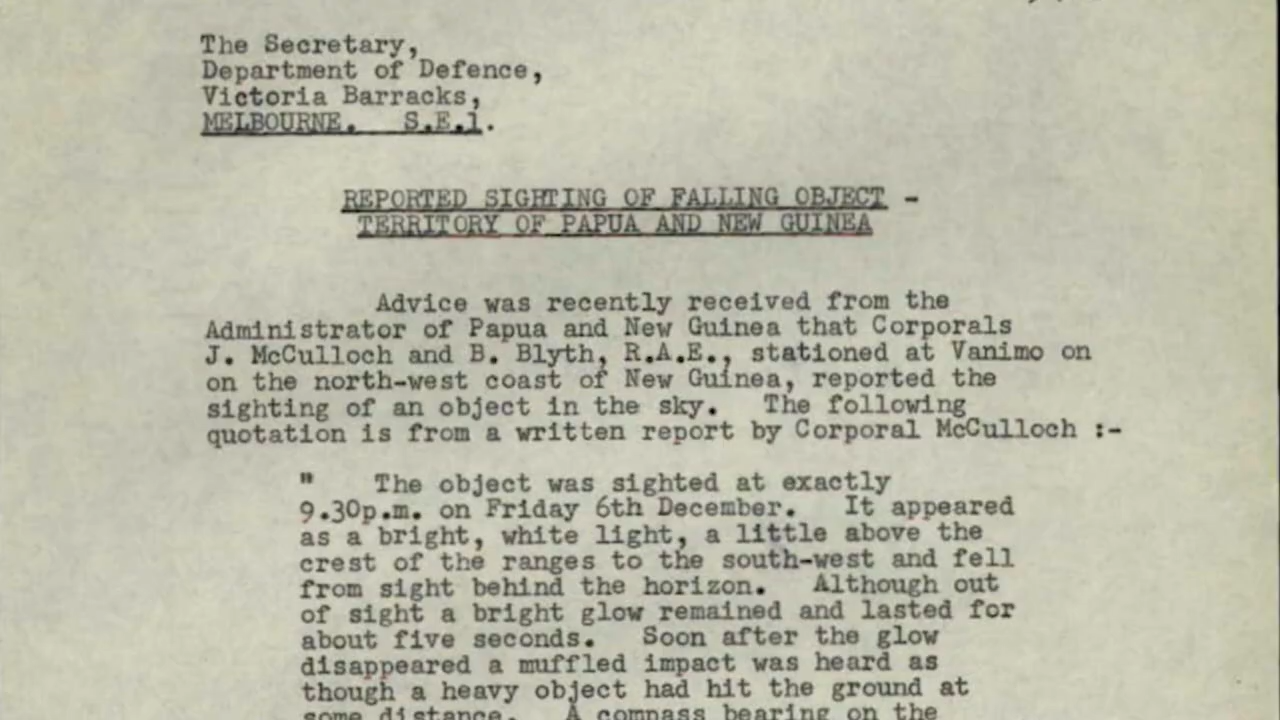 The Secretary,
Department of Defence,
Victoria Barracks,
MELBOURNE. S.E.1.
REPORTED SIGHTING OF FALLING OBJECT -
TERRITORY OF PAPUA AND NEW GUINEA
Advice was recently received from the
Administrator of Papua and New Guinea that Corporals
J. McCulloch and B. Blyth, R.A.E., stationed at Vanimo on
on the north-west coast of New Guinea, reported the
sighting of an object in the sky. The following
quotation is from a written report by Corporal McCulloch :-
" The object was sighted at exactly
9.30p.m. on Friday 6th December. It appeared
as a bright, white light, a little above the
crest of the ranges to the south-west and fell
from sight behind the horizon. Although out
of sight a bright glow remained and lasted for
about five seconds. Soon after the glow
disappeared a muffled impact was heard as
though a heavy object had hit the ground at
some distance. A compass bearing on the